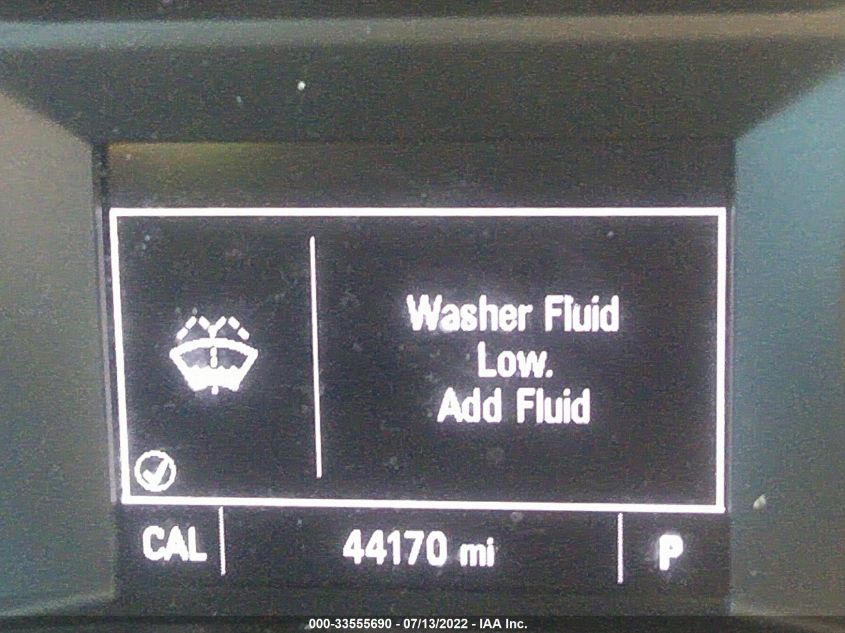 Washer Fluid
Low.
Add Fluid
CAL 44170 mi P
000-33555690 - 07/13/2022 - IAA Inc.